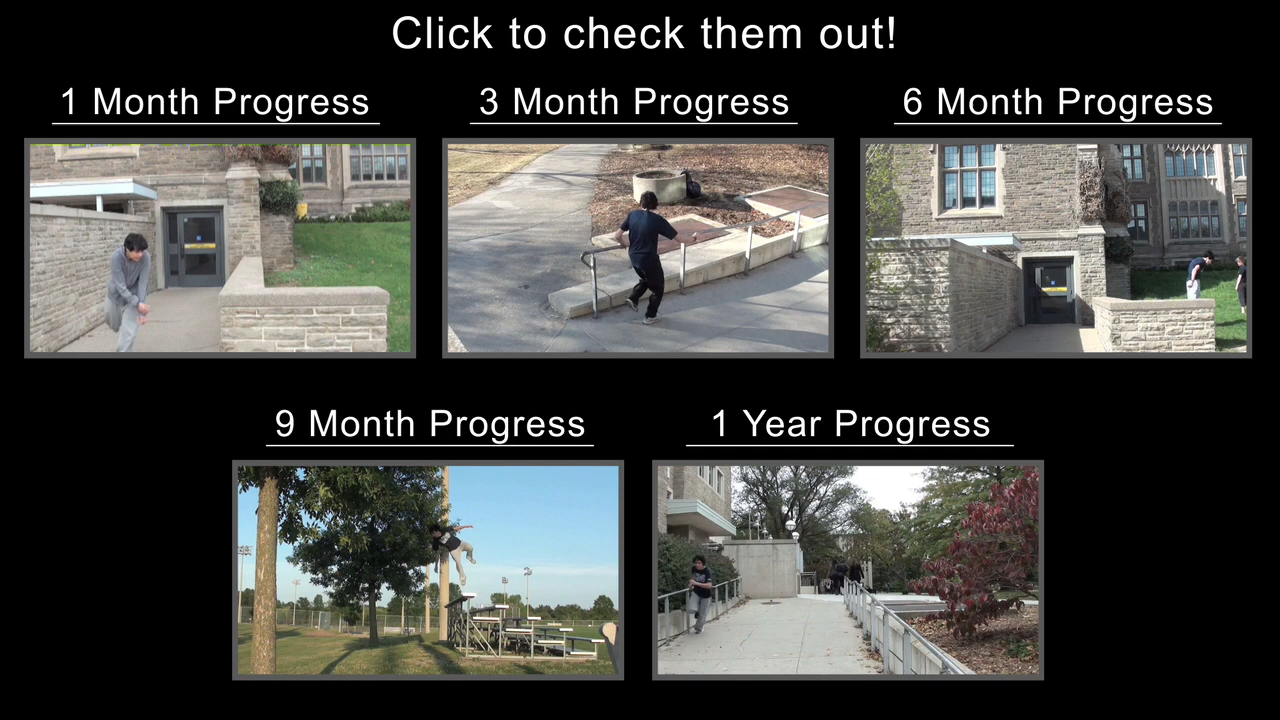 Click to check them out!
1 Month Progress
3 Month Progress
6 Month Progress
9 Month Progress
1 Year Progress